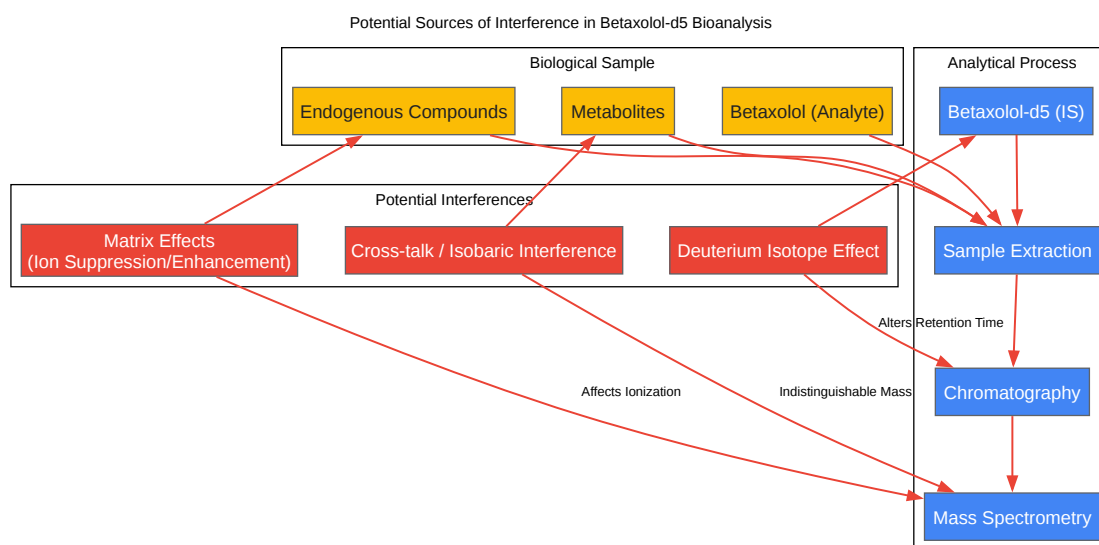 Potential Sources of Interference in Betaxolol-d5 Bioanalysis
Biological Sample
Analytical Process
Endogenous Compounds
Metabolites
Betaxolol (Analyte)
Betaxolol-d5 (IS)
Potential Interferences
Matrix Effects
(Ion Suppression/Enhancement)
Cross-talk / Isobaric Interference
Deuterium Isotope Effect
Sample Extraction
Alters Retention Time
Affects Ionization
Indistinguishable Mass
Chromatography
Mass Spectrometry